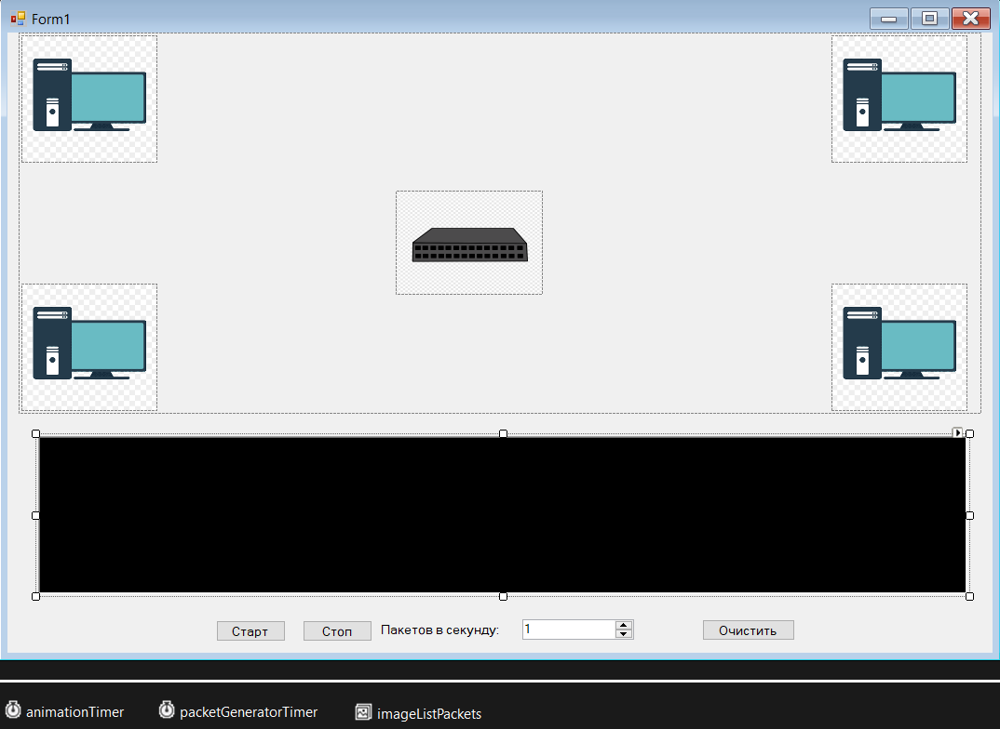 Form1
Старт Стоп Пакетов в секунду: 1 Очистить
animationTimer packetGeneratorTimer imageListPackets